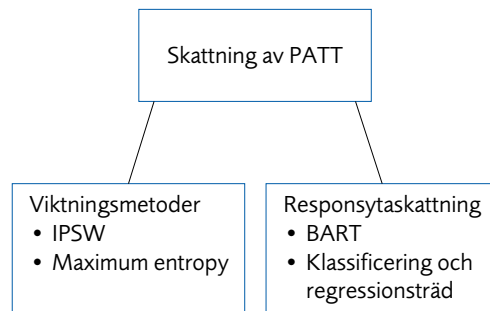 Skattning av PATT
Viktningsmetoder
• IPSW
• Maximum entropy
Responsytaskattning
• BART
• Klassificering och
regressionsträd